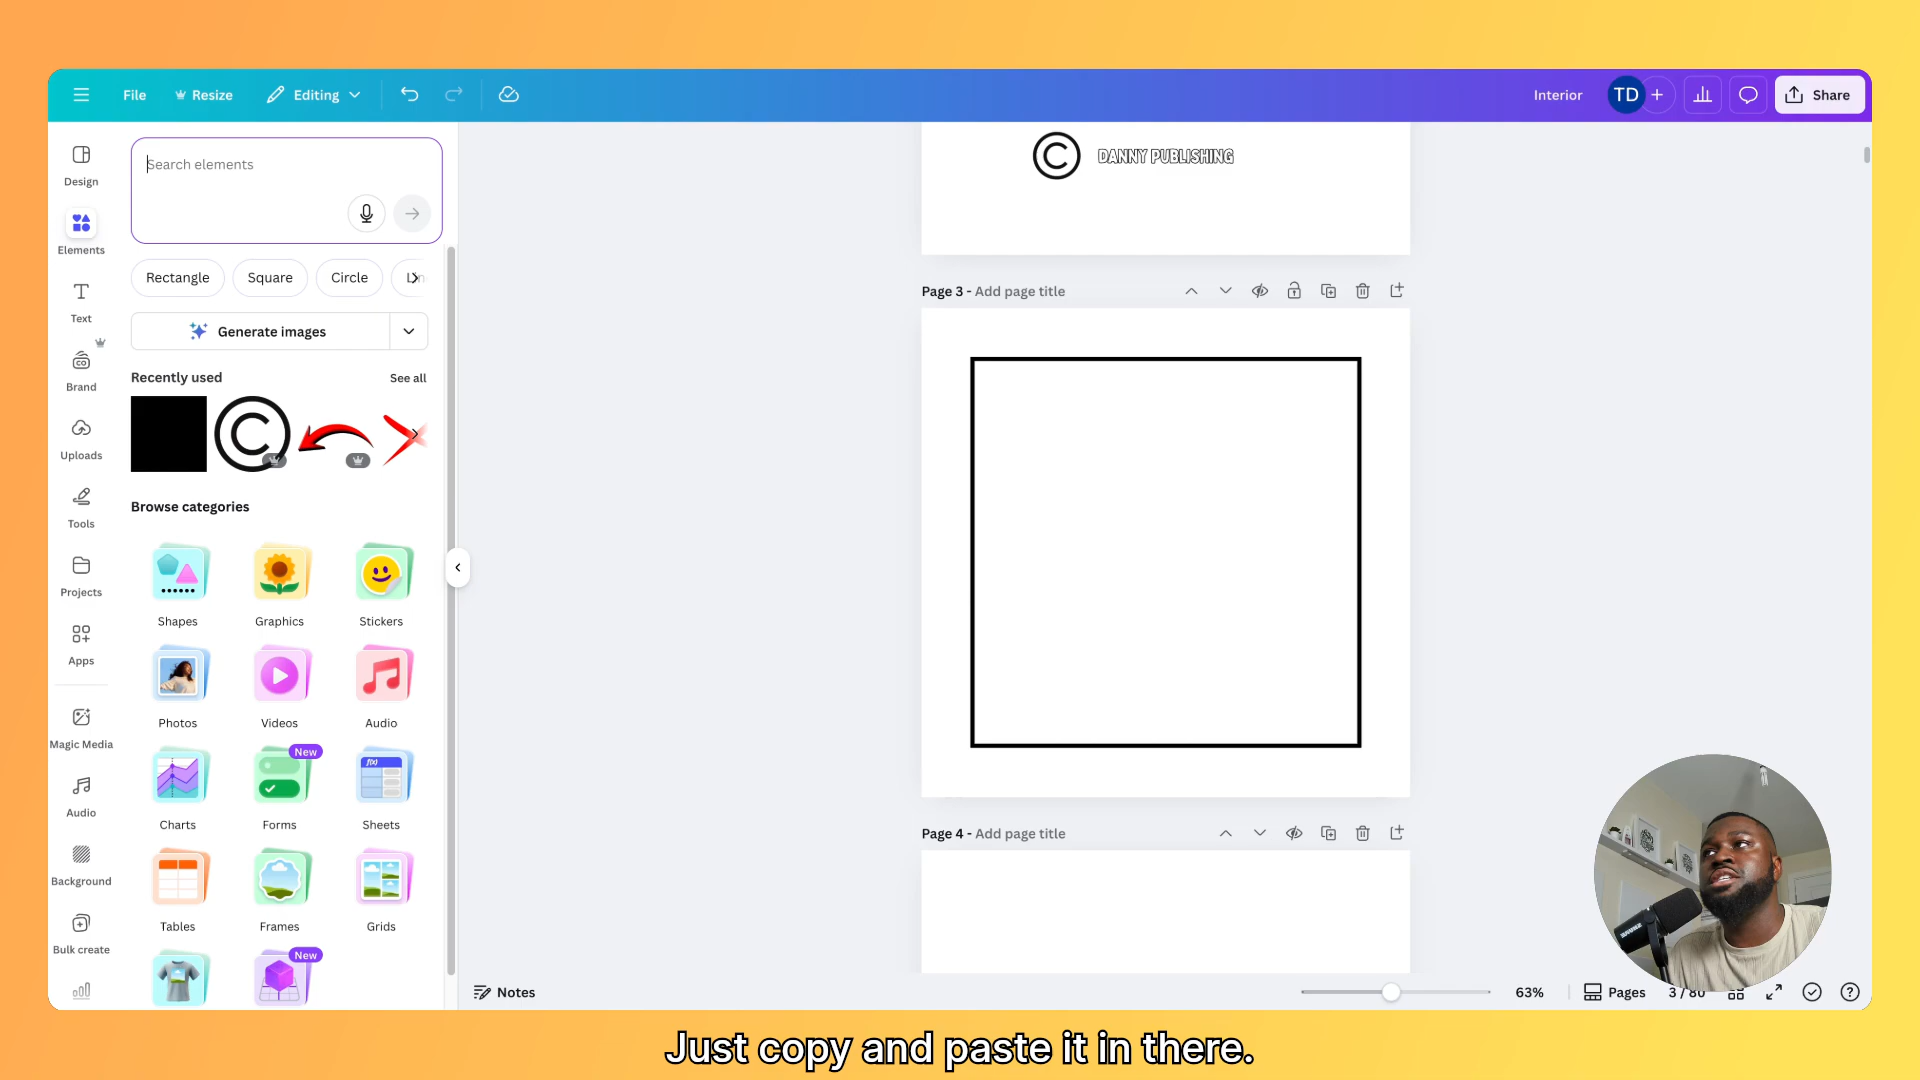 File
Resize
Editing
Interior
TD
Share
Design
Elements
Text
Brand
Uploads
Tools
Projects
Apps
Magic Media
Audio
Background
Bulk create
Search elements
Rectangle
Square
Circle
Generate images
Recently used
See all
Browse categories
Shapes
Graphics
Stickers
Photos
Videos
Audio
New
Charts
Forms
Sheets
f(x)
Tables
Frames
Grids
New
© DANNY PUBLISHING
Page 3 - Add page title
Page 4 - Add page title
Notes
63%
Pages
3 / 80
Just copy and paste it in there.